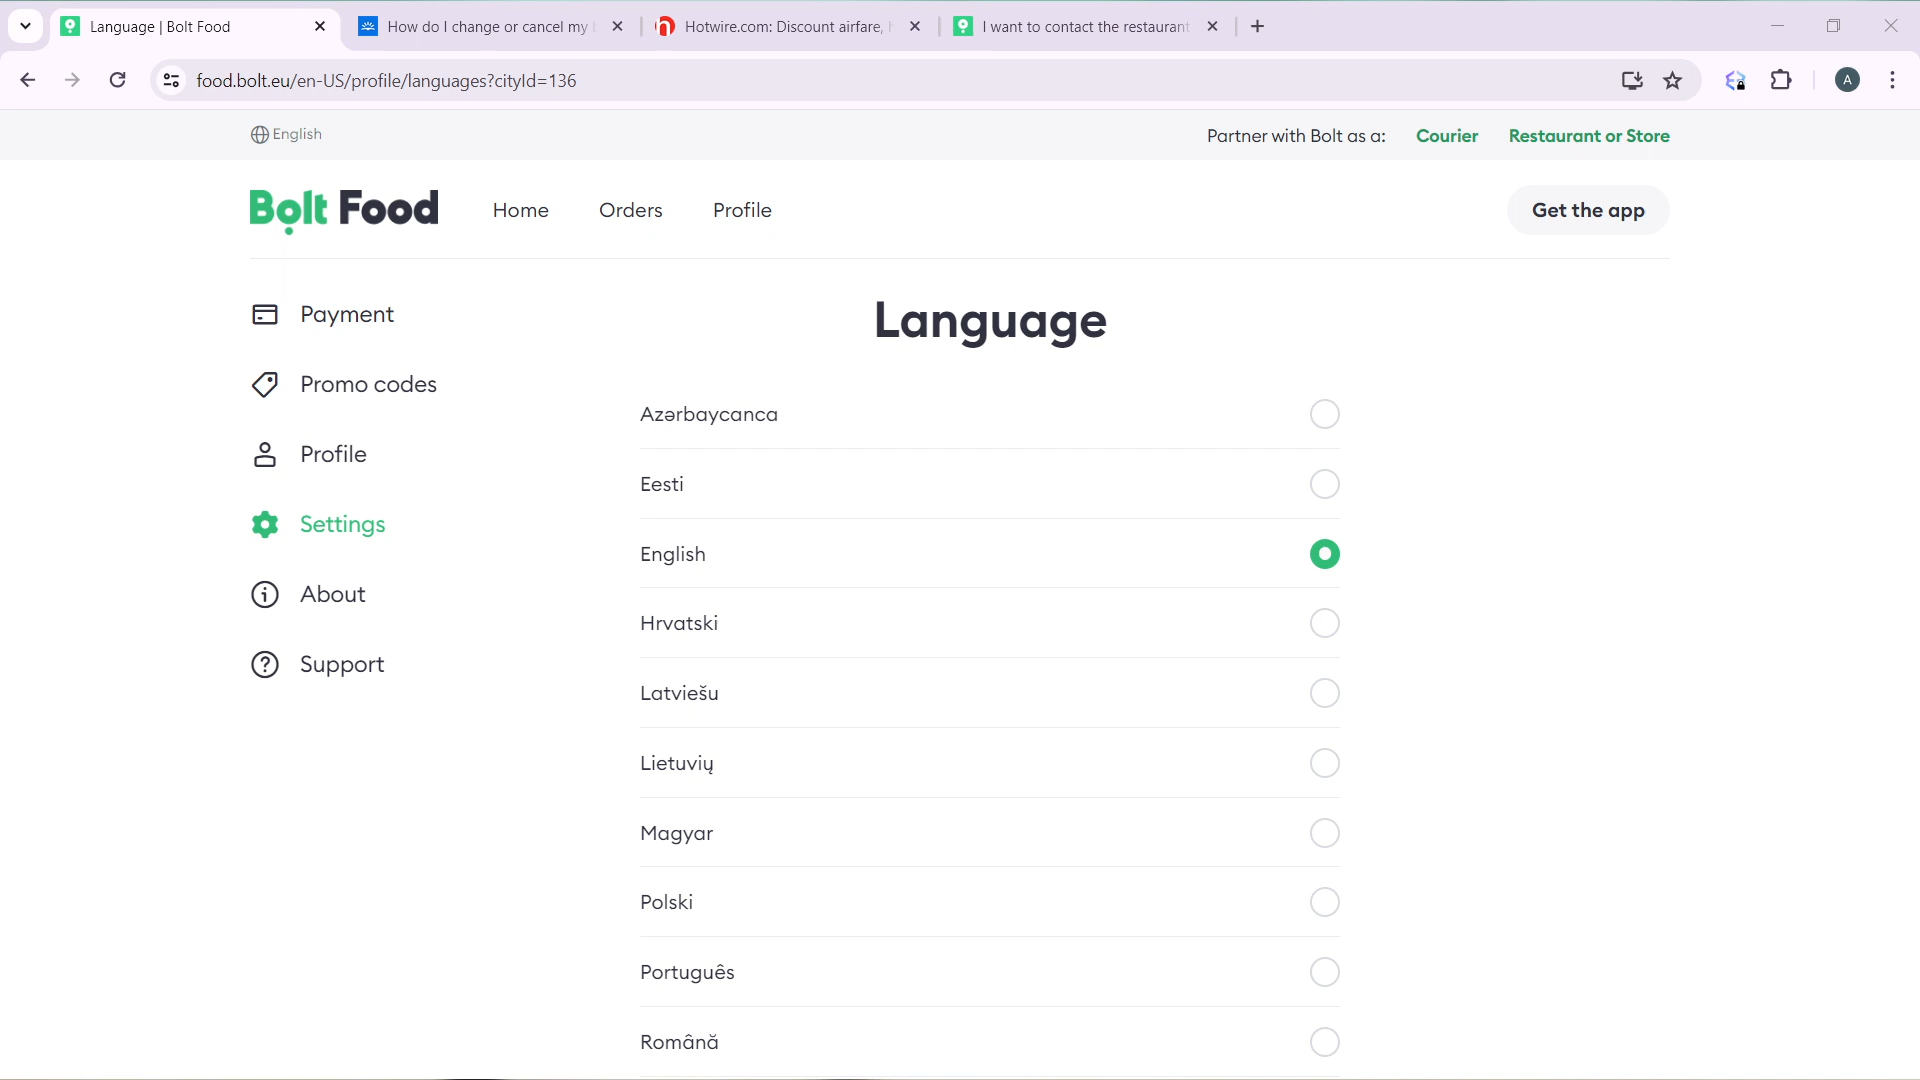 Language | Bolt Food
How do I change or cancel my b
Hotwire.com: Discount airfare, h
I want to contact the restaurant
food.bolt.eu/en-US/profile/languages?cityId=136
A
English
Partner with Bolt as a:
Courier
Restaurant or Store
Bolt Food
Home
Orders
Profile
Get the app
Payment
Promo codes
Profile
Settings
About
Support
Language
Azərbaycanca
Eesti
English
Hrvatski
Latviešu
Lietuvių
Magyar
Polski
Português
Română